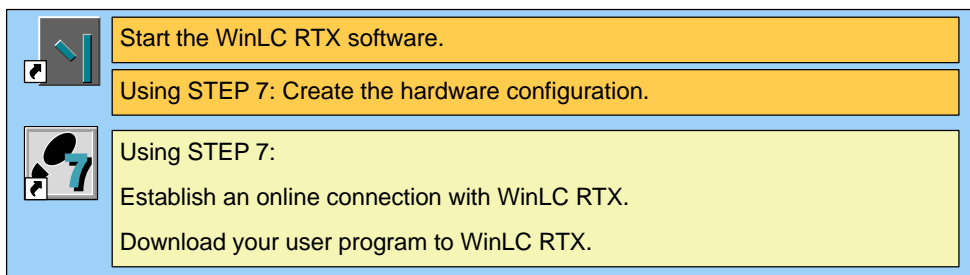 Start the WinLC RTX software.
Using STEP 7: Create the hardware configuration.
7
Using STEP 7:
Establish an online connection with WinLC RTX.
Download your user program to WinLC RTX.